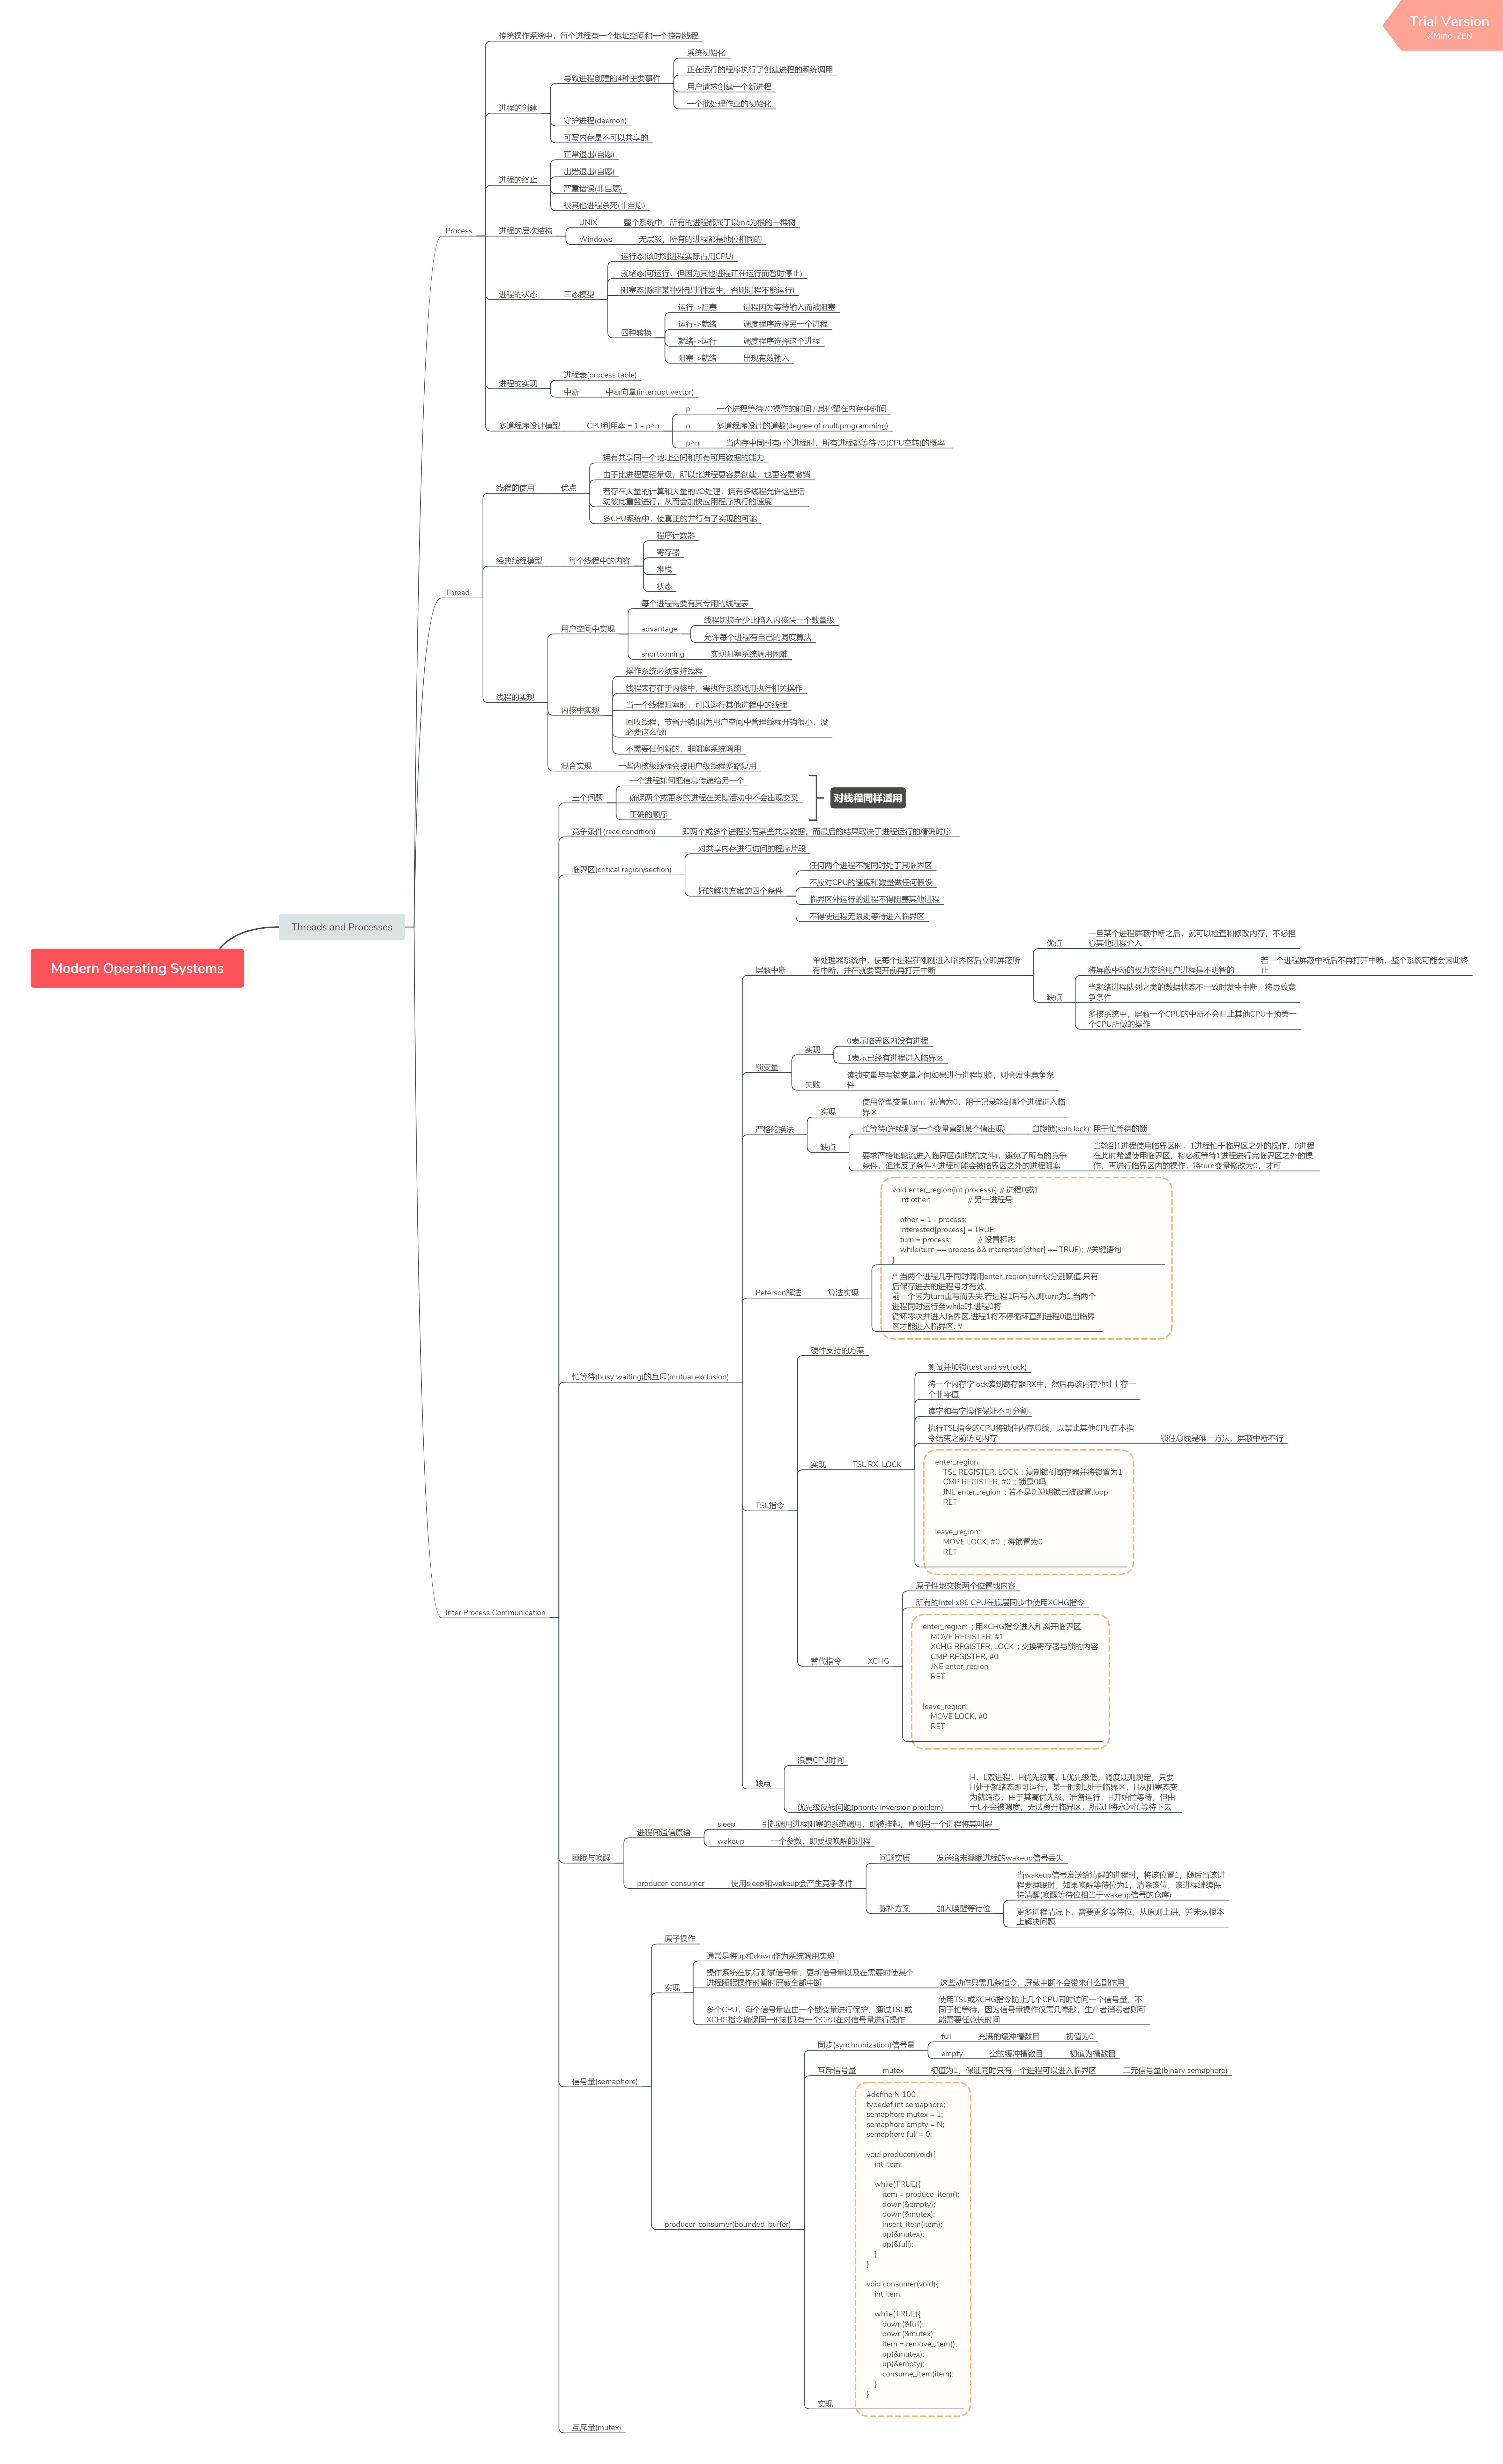 Trial Version
XMind:ZEN
Modern Operating Systems
Threads and Processes
Process
传统操作系统中，每个进程有一个地址空间和一个控制线程
进程的创建
导致进程创建的4种主要事件
系统初始化
正在运行的程序执行了创建进程的系统调用
用户请求创建一个新进程
一个批处理作业的初始化
守护进程(daemon)
可写内存是不可以共享的
进程的终止
正常退出(自愿)
出错退出(自愿)
严重错误(非自愿)
被其他进程杀死(非自愿)
进程的层次结构
UNIX
整个系统中，所有的进程都属于以init为根的一棵树
Windows
无层级，所有的进程都是地位相同的
进程的状态
三态模型
运行态(该时刻进程实际占用CPU)
就绪态(可运行，但因为其他进程正在运行而暂时停止)
阻塞态(除非某种外部事件发生，否则进程不能运行)
四种转换
运行->阻塞
进程因为等待输入而被阻塞
运行->就绪
调度程序选择另一个进程
就绪->运行
调度程序选择这个进程
阻塞->就绪
出现有效输入
进程的实现
进程表(process table)
中断
中断向量(interrupt vector)
多道程序设计模型
CPU利用率 = 1 - p^n
p
一个进程等待I/O操作的时间 / 其停留在内存中时间
n
多道程序设计的道数(degree of multiprogramming)
p^n
当内存中同时有n个进程时，所有进程都等待I/O(CPU空转)的概率
Thread
线程的使用
优点
拥有共享同一个地址空间和所有可用数据的能力
由于比进程更轻量级，所以比进程更容易创建，也更容易撤销
若存在大量的计算和大量的I/O处理，拥有多线程允许这些活
动彼此重叠进行，从而会加快应用程序执行的速度
多CPU系统中，使真正的并行有了实现的可能
经典线程模型
每个线程中的内容
程序计数器
寄存器
堆栈
状态
线程的实现
用户空间中实现
每个进程需要有其专用的线程表
advantage
线程切换至少比陷入内核快一个数量级
允许每个进程有自己的调度算法
shortcoming
实现阻塞系统调用困难
内核中实现
操作系统必须支持线程
线程表存在于内核中，需执行系统调用执行相关操作
当一个线程阻塞时，可以运行其他进程中的线程
回收线程，节省开销(因为用户空间中管理线程开销很小，没
必要这么做)
不需要任何新的、非阻塞系统调用
混合实现
一些内核级线程会被用户级线程多路复用
Inter Process Communication
三个问题
一个进程如何把信息传递给另一个
确保两个或更多的进程在关键活动中不会出现交叉
正确的顺序
对线程同样适用
竞争条件(race condition)
即两个或多个进程读写某些共享数据，而最后的结果取决于进程运行的精确时序
临界区(critical region/section)
对共享内存进行访问的程序片段
好的解决方案的四个条件
任何两个进程不能同时处于其临界区
不应对CPU的速度和数量做任何假设
临界区外运行的进程不得阻塞其他进程
不得使进程无限期等待进入临界区
忙等待(busy waiting)的互斥(mutual exclusion)
屏蔽中断
单处理器系统中，使每个进程在刚刚进入临界区后立即屏蔽所
有中断，并在就要离开前再打开中断
优点
一旦某个进程屏蔽中断之后，就可以检查和修改内存，不必担
心其他进程介入
缺点
将屏蔽中断的权力交给用户进程是不明智的
若一个进程屏蔽中断后不再打开中断，整个系统可能会因此终
止
当就绪进程队列之类的数据状态不一致时发生中断，将导致竞
争条件
多核系统中，屏蔽一个CPU的中断不会阻止其他CPU干预第一
个CPU所做的操作
锁变量
实现
0表示临界区内没有进程
1表示已经有进程进入临界区
失败
读锁变量与写锁变量之间如果进行进程切换，则会发生竞争条
件
严格轮换法
实现
使用整型变量turn，初值为0，用于记录轮到哪个进程进入临
界区
缺点
忙等待(连续测试一个变量直到某个值出现)
自旋锁(spin lock): 用于忙等待的锁
要求严格地轮流进入临界区(如脱机文件)，避免了所有的竞争
条件，但违反了条件3:进程可能会被临界区之外的进程阻塞
当轮到1进程使用临界区时，1进程忙于临界区之外的操作，0进程
在此时希望使用临界区，将必须等待1进程进行完临界区之外的操
作，再进行临界区内的操作，将turn变量修改为0，才可
Peterson解法
算法实现
void enter_region(int process){ // 进程0或1
int other; // 另一进程号
other = 1 - process;
interested[process] = TRUE;
turn = process; // 设置标志
while(turn == process && interested[other] == TRUE); //关键语句
}
/* 当两个进程几乎同时调用enter_region,turn被分别赋值,只有
后保存进去的进程号才有效,
前一个因为turn重写而丢失.若进程1后写入,则turn为1.当两个
进程同时运行至while时,进程0将
循环零次并进入临界区,进程1将不停循环直到进程0退出临界
区才能进入临界区. */
TSL指令
硬件支持的方案
实现
TSL RX, LOCK
测试并加锁(test and set lock)
将一个内存字lock读到寄存器RX中，然后再该内存地址上存一
个非零值
读字和写字操作保证不可分割
执行TSL指令的CPU将锁住内存总线，以禁止其他CPU在本指
令结束之前访问内存
锁住总线是唯一方法，屏蔽中断不行
enter_region:
TSL REGISTER, LOCK ; 复制锁到寄存器并将锁置为1
CMP REGISTER, #0 ; 锁是0吗
JNE enter_region ; 若不是0,说明锁已被设置,loop
RET
leave_region:
MOVE LOCK, #0 ; 将锁置为0
RET
替代指令
XCHG
原子性地交换两个位置地内容
所有的Intel x86 CPU在底层同步中使用XCHG指令
enter_region: ; 用XCHG指令进入和离开临界区
MOVE REGISTER, #1
XCHG REGISTER, LOCK ; 交换寄存器与锁的内容
CMP REGISTER, #0
JNE enter_region
RET
leave_region:
MOVE LOCK, #0
RET
缺点
浪费CPU时间
优先级反转问题(priority inversion problem)
H，L双进程，H优先级高，L优先级低，调度规则规定，只要
H处于就绪态即可运行，某一时刻L处于临界区，H从阻塞态变
为就绪态，由于其高优先级，准备运行，H开始忙等待，但由
于L不会被调度，无法离开临界区，所以H将永远忙等待下去
睡眠与唤醒
进程间通信原语
sleep
引起调用进程阻塞的系统调用，即被挂起，直到另一个进程将其叫醒
wakeup
一个参数，即要被唤醒的进程
producer-consumer
使用sleep和wakeup会产生竞争条件
问题实质
发送给未睡眠进程的wakeup信号丢失
弥补方案
加入唤醒等待位
当wakeup信号发送给清醒的进程时，将该位置1，随后当该进
程要睡眠时，如果唤醒等待位为1，清除该位，该进程继续保
持清醒(唤醒等待位相当于wakeup信号的仓库)
更多进程情况下，需要更多等待位，从原则上讲，并未从根本
上解决问题
信号量(semaphore)
原子操作
实现
通常是将up和down作为系统调用实现
操作系统在执行测试信号量、更新信号量以及在需要时使某个
进程睡眠操作时暂时屏蔽全部中断
这些动作只需几条指令，屏蔽中断不会带来什么副作用
多个CPU，每个信号量应由一个锁变量进行保护，通过TSL或
XCHG指令确保同一时刻只有一个CPU在对信号量进行操作
使用TSL或XCHG指令防止几个CPU同时访问一个信号量，不
同于忙等待，因为信号量操作仅需几毫秒，生产者消费者则可
能需要任意长时间
producer-consumer(bounded-buffer)
同步(synchronization)信号量
full
充满的缓冲槽数目
初值为0
empty
空的缓冲槽数目
初值为槽数目
互斥信号量
mutex
初值为1，保证同时只有一个进程可以进入临界区
二元信号量(binary semaphore)
实现
#define N 100
typedef int semaphore;
semaphore mutex = 1;
semaphore empty = N;
semaphore full = 0;
void producer(void){
int item;
while(TRUE){
item = produce_item();
down(&empty);
down(&mutex);
insert_item(item);
up(&mutex);
up(&full);
}
}
void consumer(void){
int item;
while(TRUE){
down(&full);
down(&mutex);
item = remove_item();
up(&mutex);
up(&empty);
consume_item(item);
}
}
互斥量(mutex)